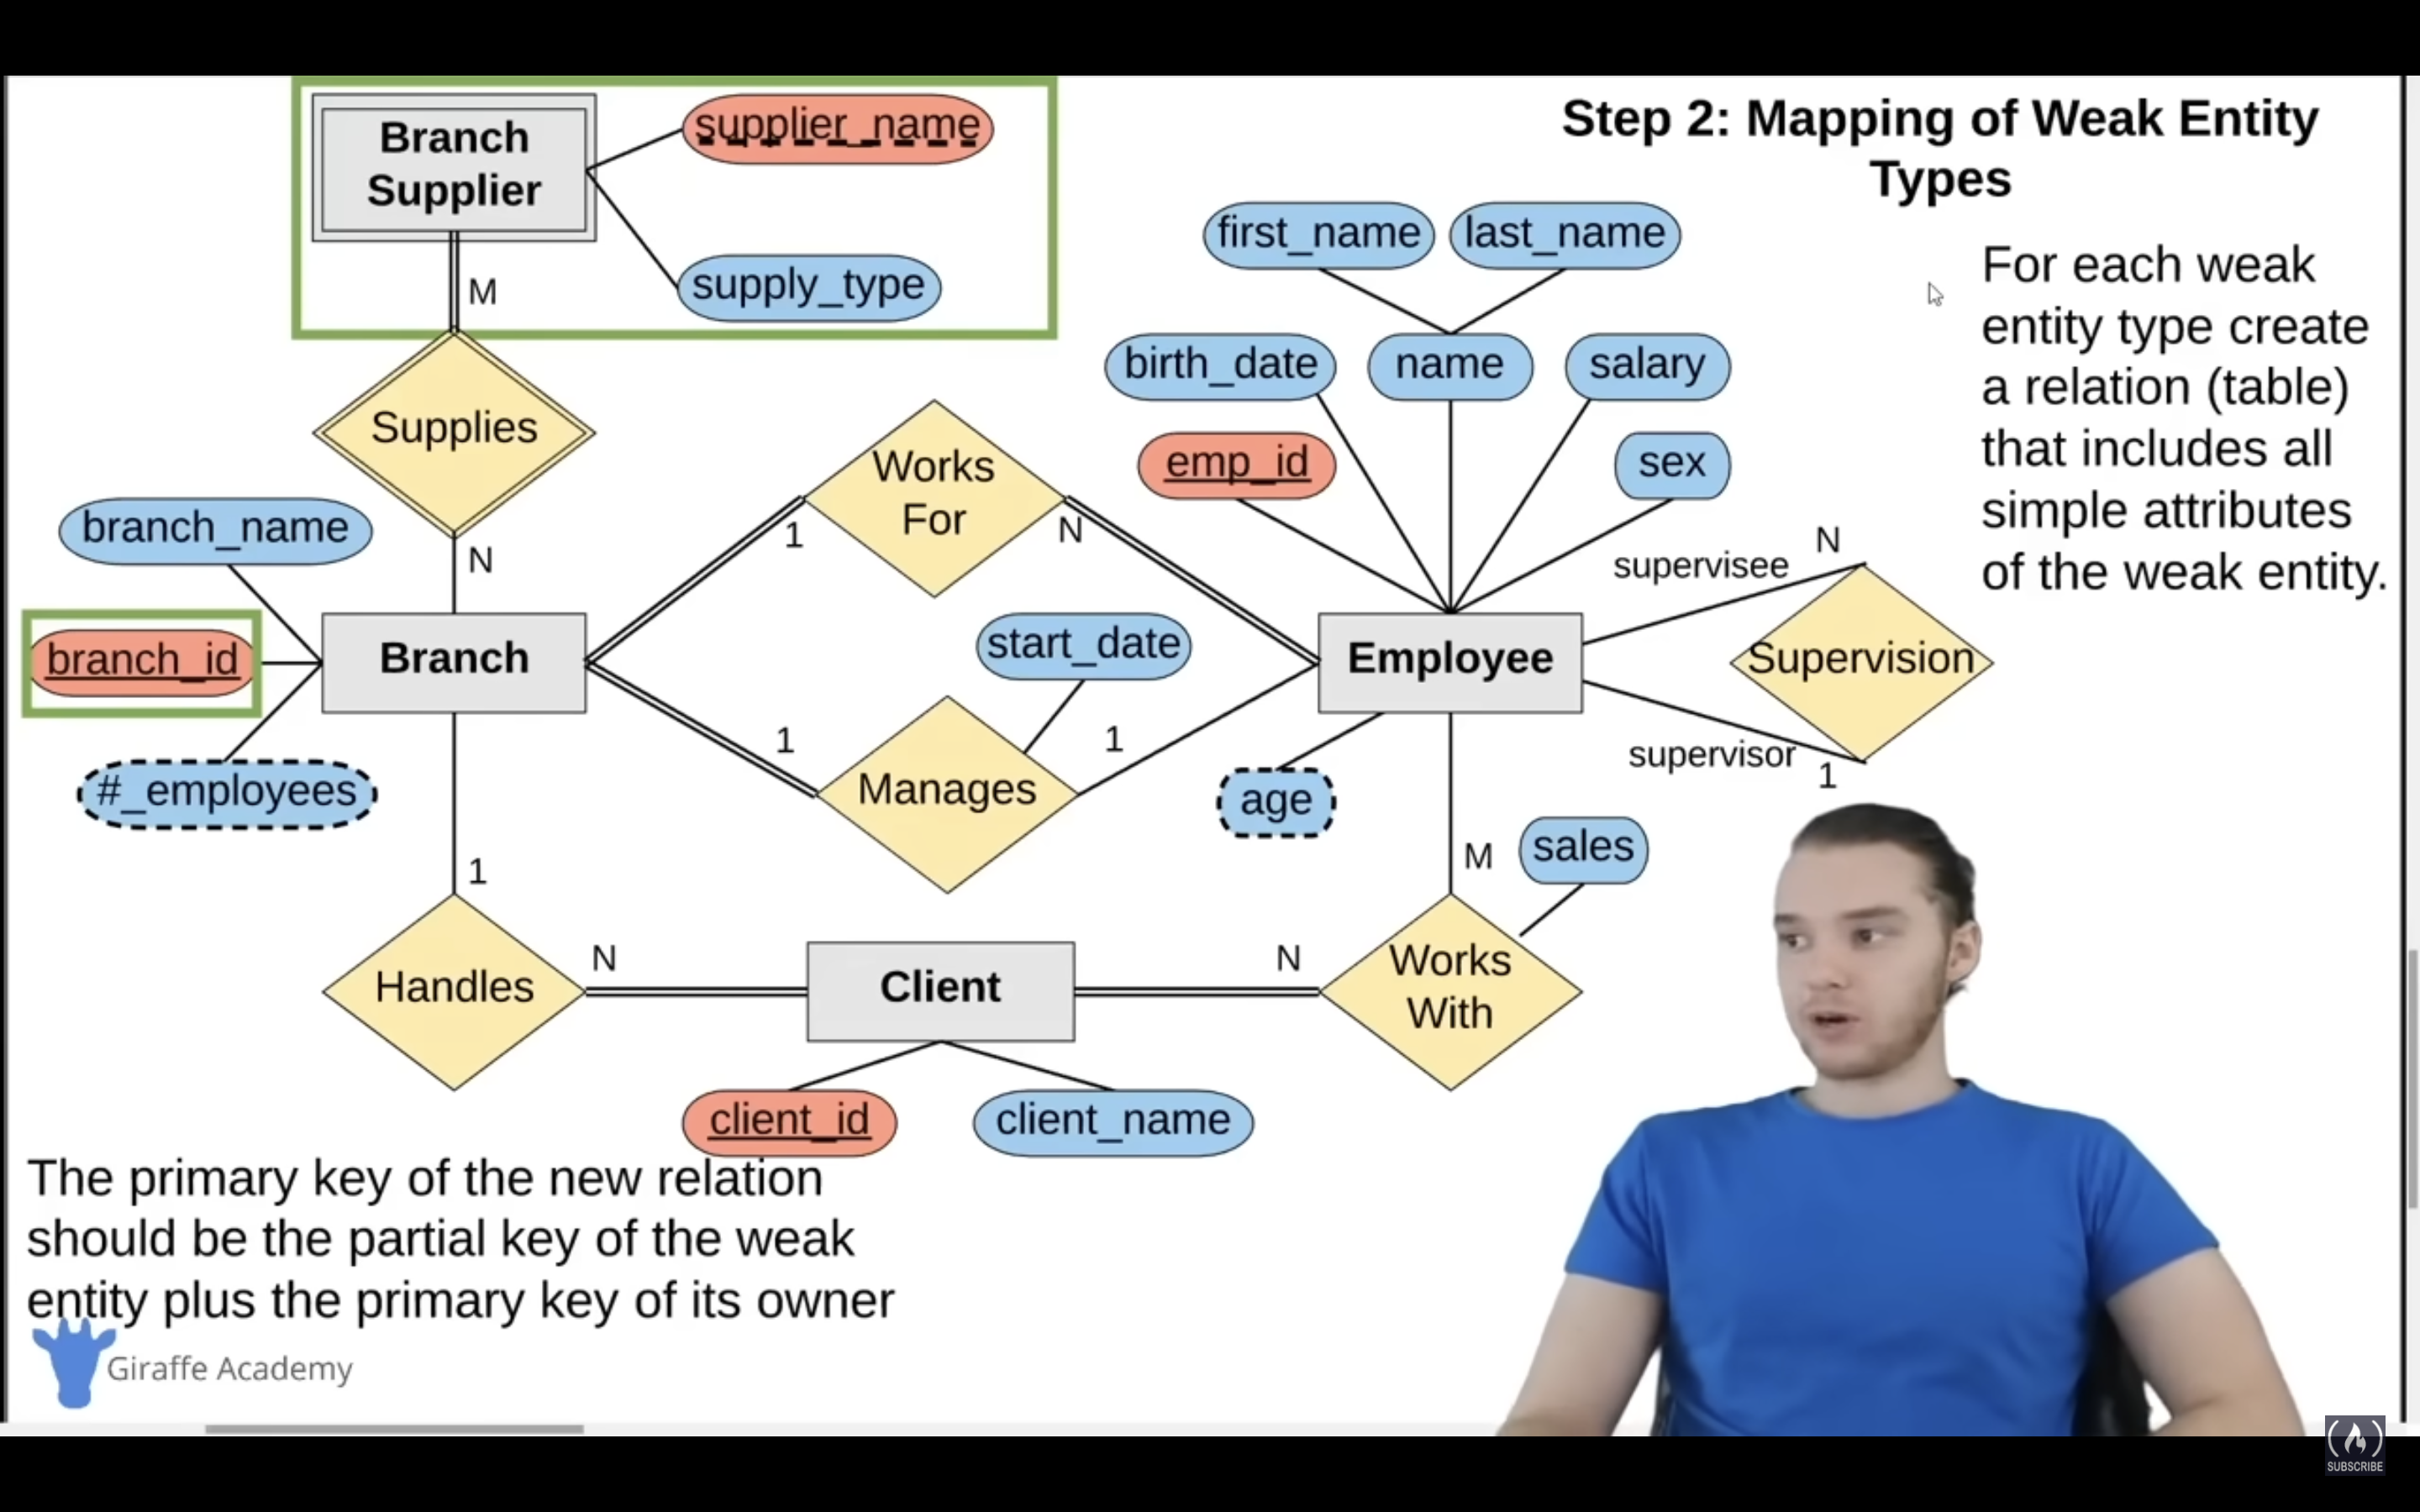 Step 2: Mapping of Weak Entity
Types
For each weak
entity type create
a relation (table)
that includes all
simple attributes
of the weak entity.
Branch
Supplier
supplier_name
supply_type
M
Supplies
N
first_name
last_name
birth_date
name
salary
emp_id
sex
Works
For
1
N
branch_name
branch_id
#_employees
Branch
start_date
1
Manages
1
Employee
supervisee
N
Supervision
supervisor
1
age
1
Handles
N
Client
N
M
sales
Works
With
client_id
client_name
The primary key of the new relation
should be the partial key of the weak
entity plus the primary key of its owner
Giraffe Academy
SUBSCRIBE